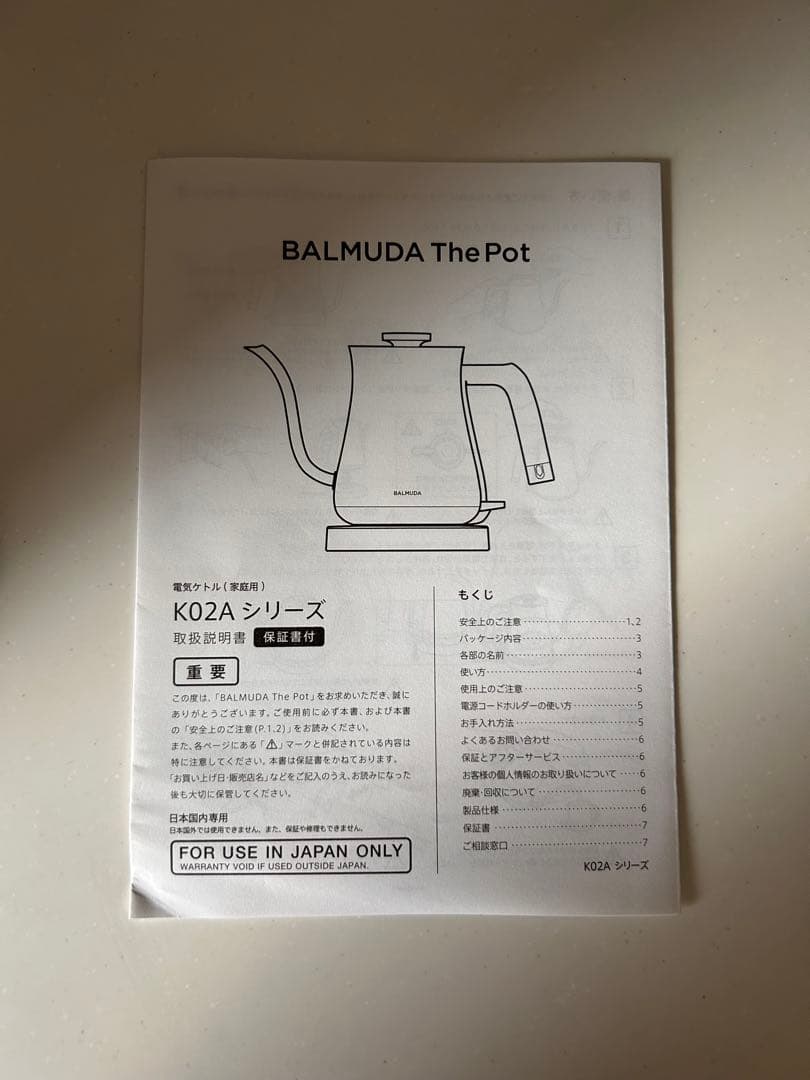 BALMUDA The Pot
BALMUDA
電気ケトル(家庭用)
K02A シリーズ
取扱説明書 保証書付
重要
この度は、「BALMUDA The Pot」をお求めいただき、誠に
ありがとうございます。ご使用前に必ず本書、および本書
の「安全上のご注意(P.1、2)」をお読みください。
また、各ページにある「⚠」マークと併記されている内容は
特に注意してください。本書は保証書をかねております。
「お買い上げ日・販売店名」などをご記入のうえ、お読みになった
後も大切に保管してください。
日本国内専用
日本国外では使用できません。また、保証や修理もできません。
FOR USE IN JAPAN ONLY
WARRANTY VOID IF USED OUTSIDE JAPAN.
もくじ
安全上のご注意 ······················ 1、2
パッケージ内容 ······················ 3
各部の名前 ······················ 3
使い方 ······················ 4
使用上のご注意 ······················ 5
電源コードホルダーの使い方 ············ 5
お手入れ方法 ······················ 5
よくあるお問い合わせ ················ 6
保証とアフターサービス ················ 6
お客様の個人情報のお取り扱いについて ····· 6
廃棄・回収について ···················· 6
製品仕様 ······················ 6
保証書 ······················ 7
ご相談窓口 ······················ 7
K02A シリーズ